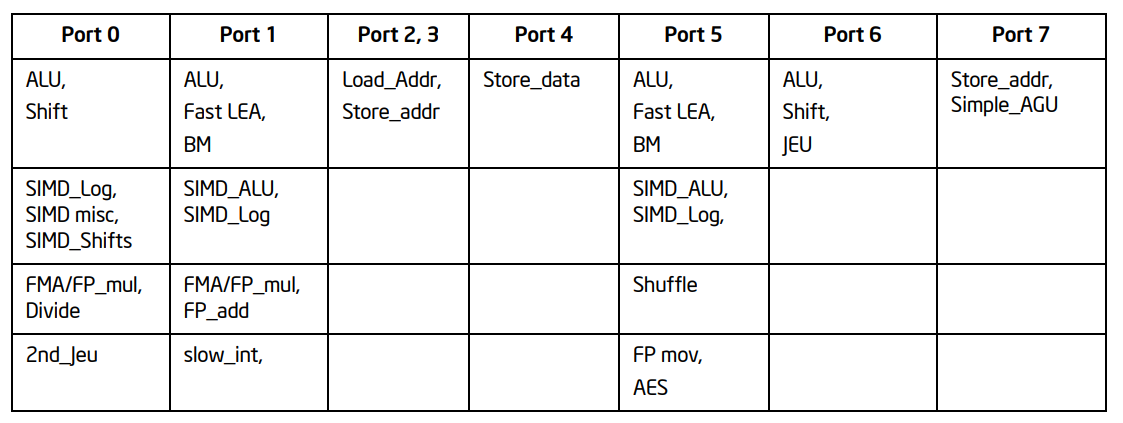 Port 0 Port 1 Port 2, 3 Port 4 Port 5 Port 6 Port 7
ALU,
Shift
ALU,
Fast LEA,
BM
Load_Addr,
Store_addr
Store_data
ALU,
Fast LEA,
BM
ALU,
Shift,
JEU
Store_addr,
Simple_AGU
SIMD_Log,
SIMD misc,
SIMD_Shifts
SIMD_ALU,
SIMD_Log
SIMD_ALU,
SIMD_Log,
FMA/FP_mul,
Divide
FMA/FP_mul,
FP_add
Shuffle
2nd_Jeu
slow_int,
FP mov,
AES